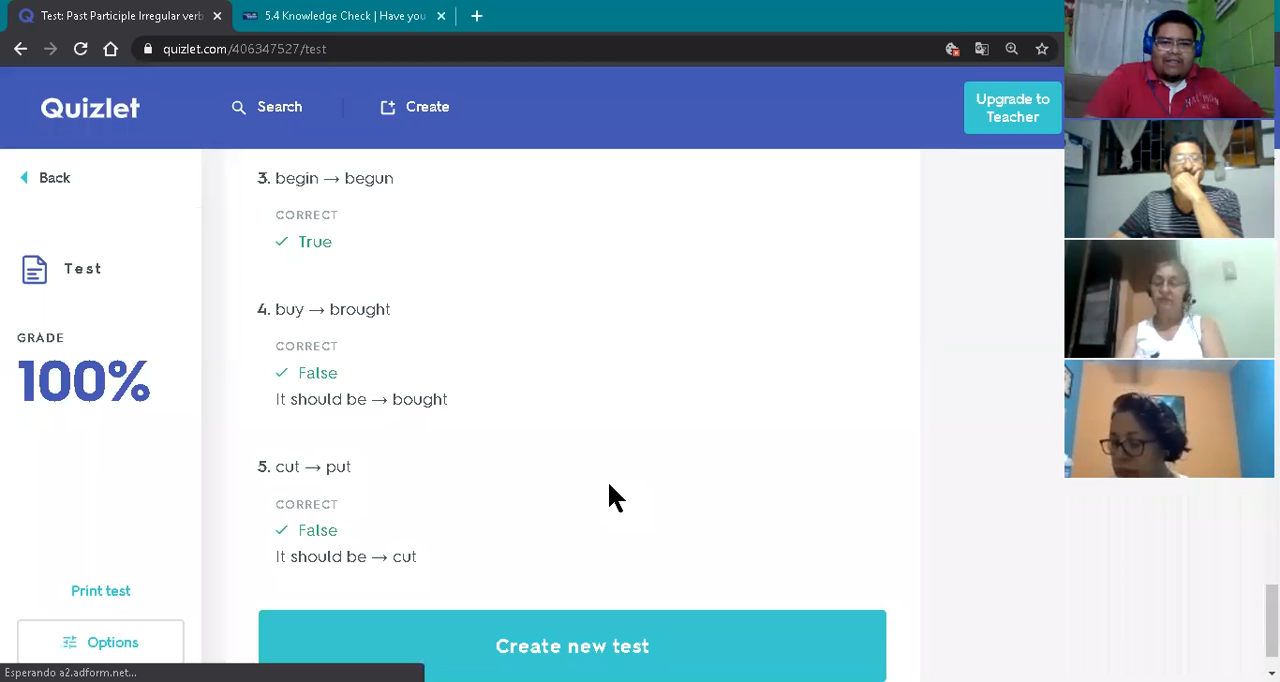 Test: Past Participle Irregular verb
5.4 Knowledge Check | Have you
quizlet.com/406347527/test
Quizlet
Search
Create
Upgrade to
Teacher
Back
Test
GRADE
100%
Print test
Options
3. begin → begun
CORRECT
✓ True
4. buy → brought
CORRECT
✓ False
It should be → bought
5. cut → put
CORRECT
✓ False
It should be → cut
Create new test
Esperando a2.adform.net...